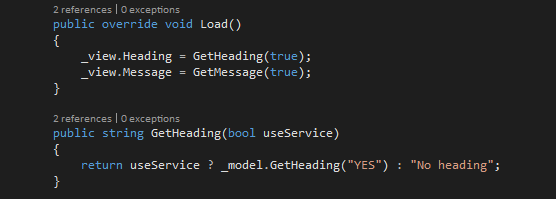 2 references | 0 exceptions
public override void Load()
{
    _view.Heading = GetHeading(true);
    _view.Message = GetMessage(true);
}
2 references | 0 exceptions
public string GetHeading(bool useService)
{
    return useService ? _model.GetHeading("YES") : "No heading";
}